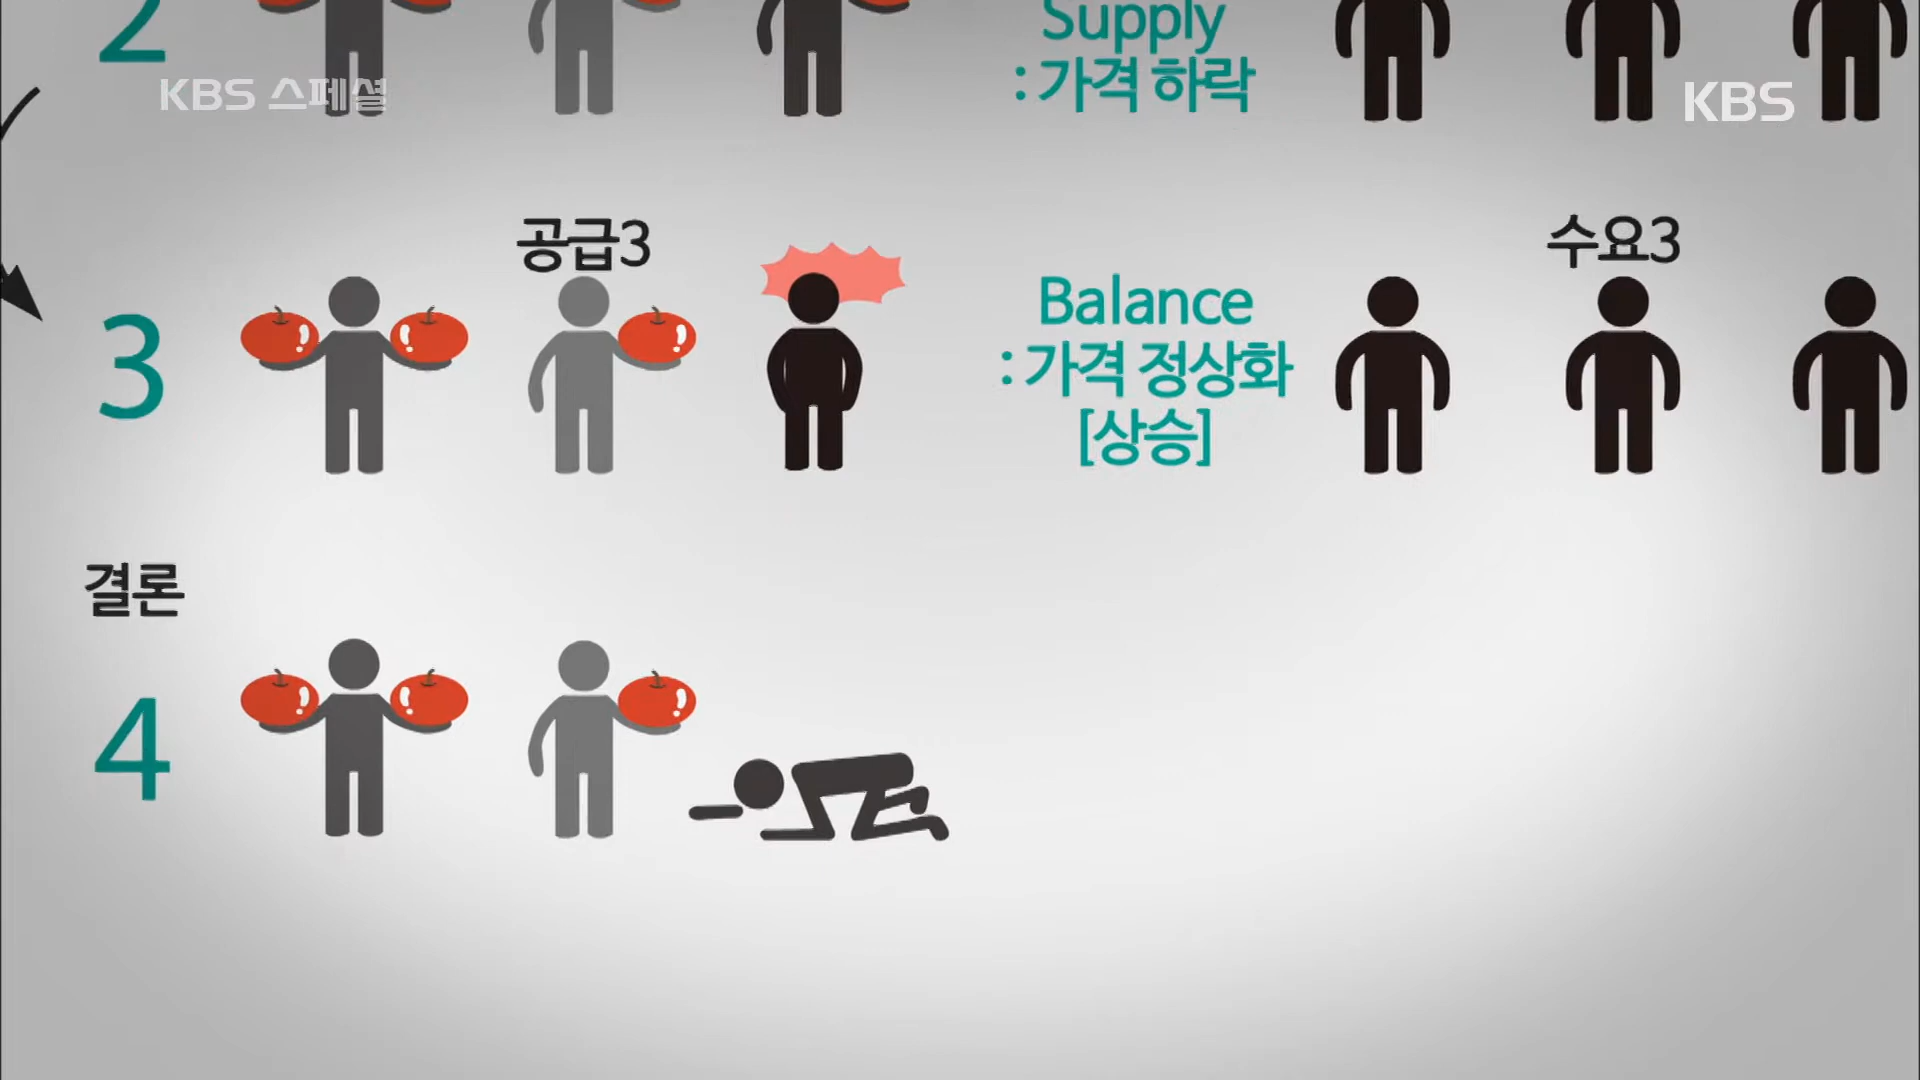 2
Supply
: 가격 하락
KBS 스페셜
KBS
공급3
수요3
3
Balance
: 가격 정상화
[상승]
결론
4